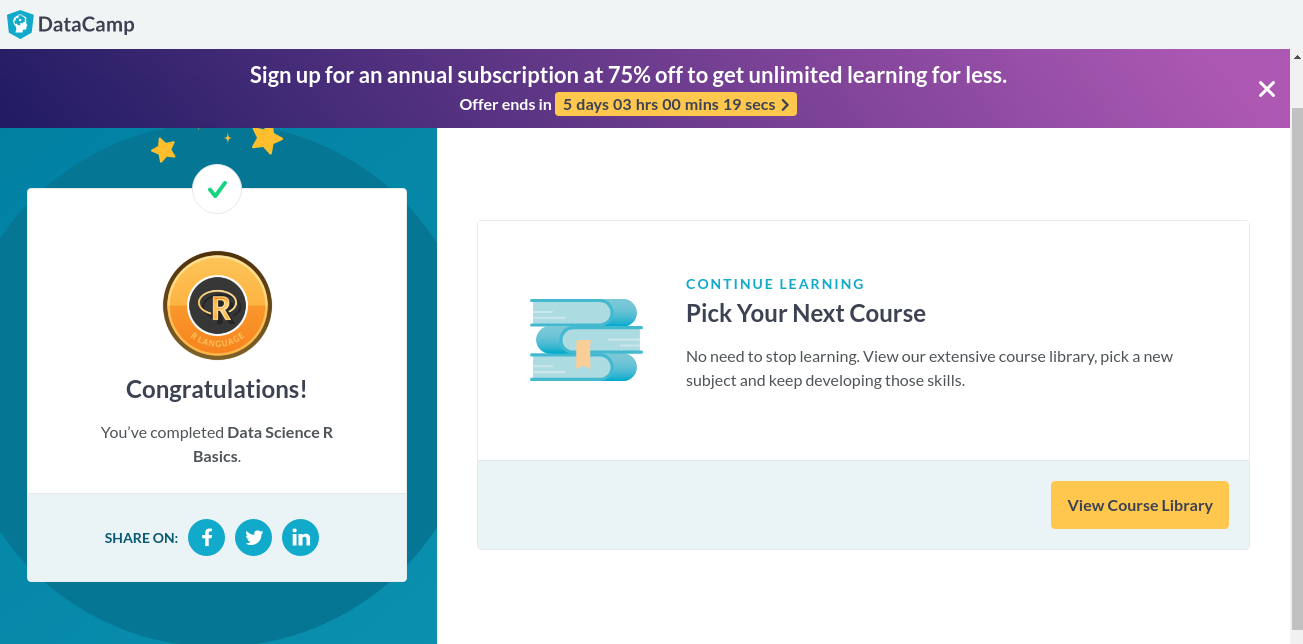 DataCamp
Sign up for an annual subscription at 75% off to get unlimited learning for less.
Offer ends in 5 days 03 hrs 00 mins 19 secs
R
R LANGUAGE
Congratulations!
You’ve completed Data Science R
Basics.
SHARE ON:
CONTINUE LEARNING
Pick Your Next Course
No need to stop learning. View our extensive course library, pick a new
subject and keep developing those skills.
View Course Library